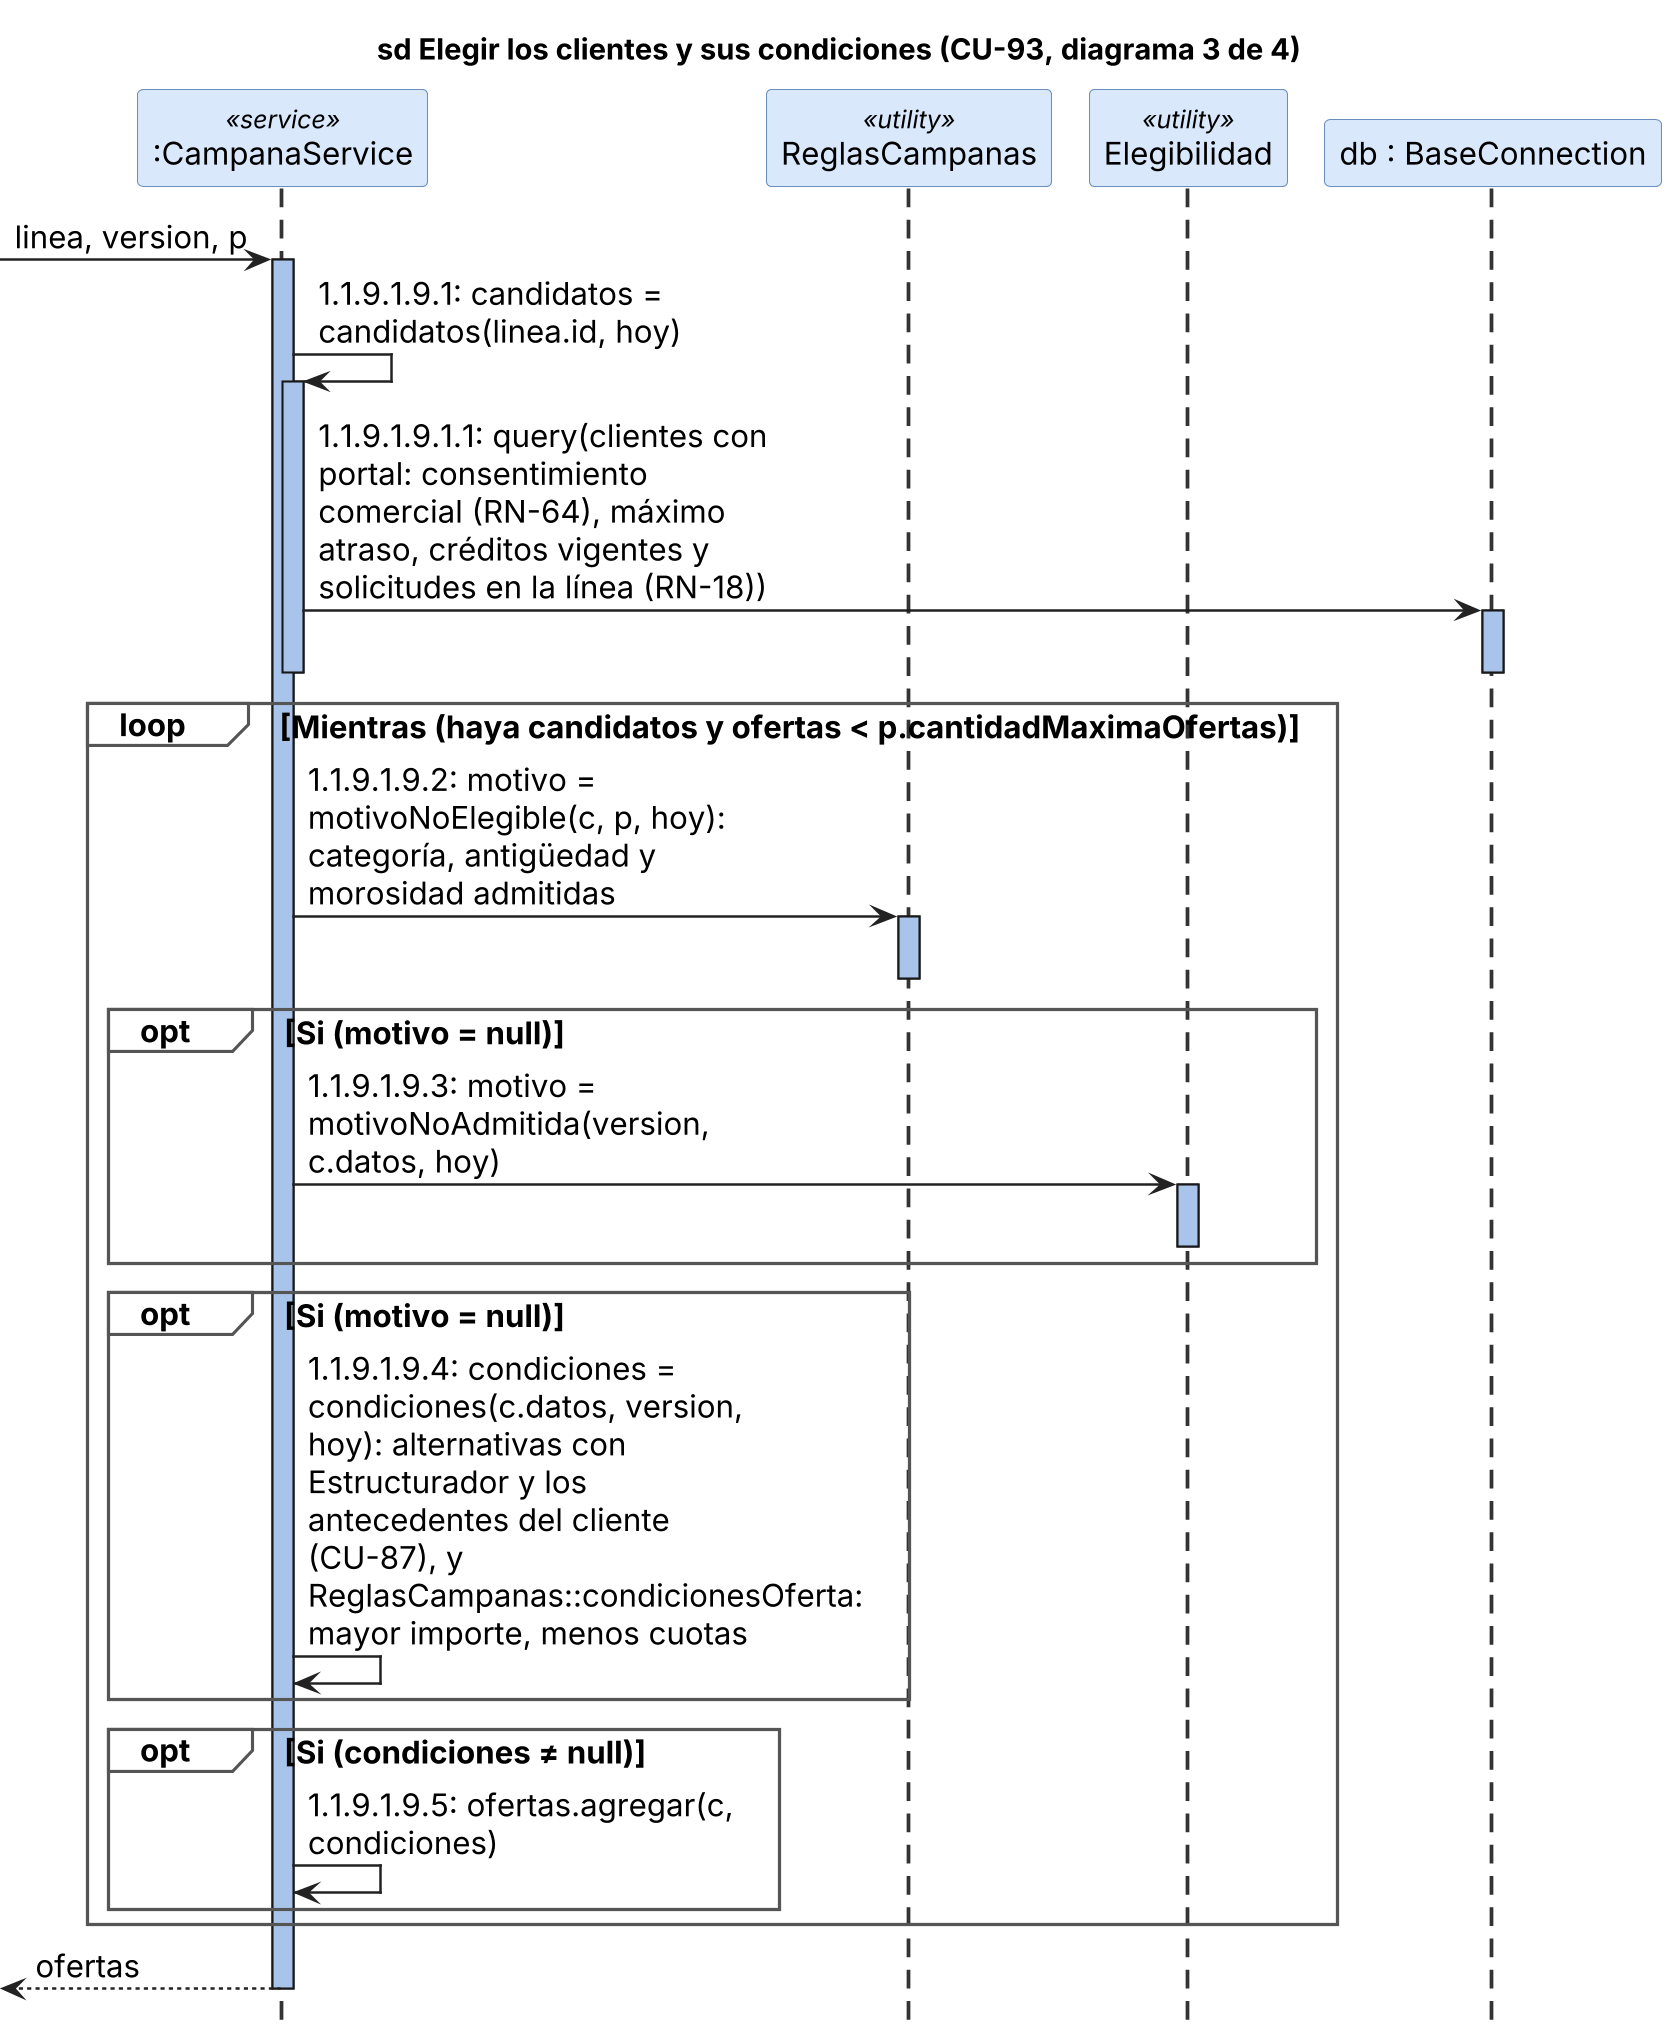 sd Elegir los clientes y sus condiciones (CU-93, diagrama 3 de 4)
«service»
:CampanaService
«utility»
ReglasCampanas
«utility»
Elegibilidad
db : BaseConnection
linea, version, p
1.1.9.1.9.1: candidatos =
candidatos(linea.id, hoy)
1.1.9.1.9.1.1: query(clientes con
portal: consentimiento
comercial (RN-64), máximo
atraso, créditos vigentes y
solicitudes en la línea (RN-18))
loop
[Mientras (haya candidatos y ofertas < p.cantidadMaximaOfertas)]
1.1.9.1.9.2: motivo =
motivoNoElegible(c, p, hoy):
categoría, antigüedad y
morosidad admitidas
opt
[Si (motivo = null)]
1.1.9.1.9.3: motivo =
motivoNoAdmitida(version,
c.datos, hoy)
opt
[Si (motivo = null)]
1.1.9.1.9.4: condiciones =
condiciones(c.datos, version,
hoy): alternativas con
Estructurador y los
antecedentes del cliente
(CU-87), y
ReglasCampanas::condicionesOferta:
mayor importe, menos cuotas
opt
[Si (condiciones ≠ null)]
1.1.9.1.9.5: ofertas.agregar(c,
condiciones)
ofertas